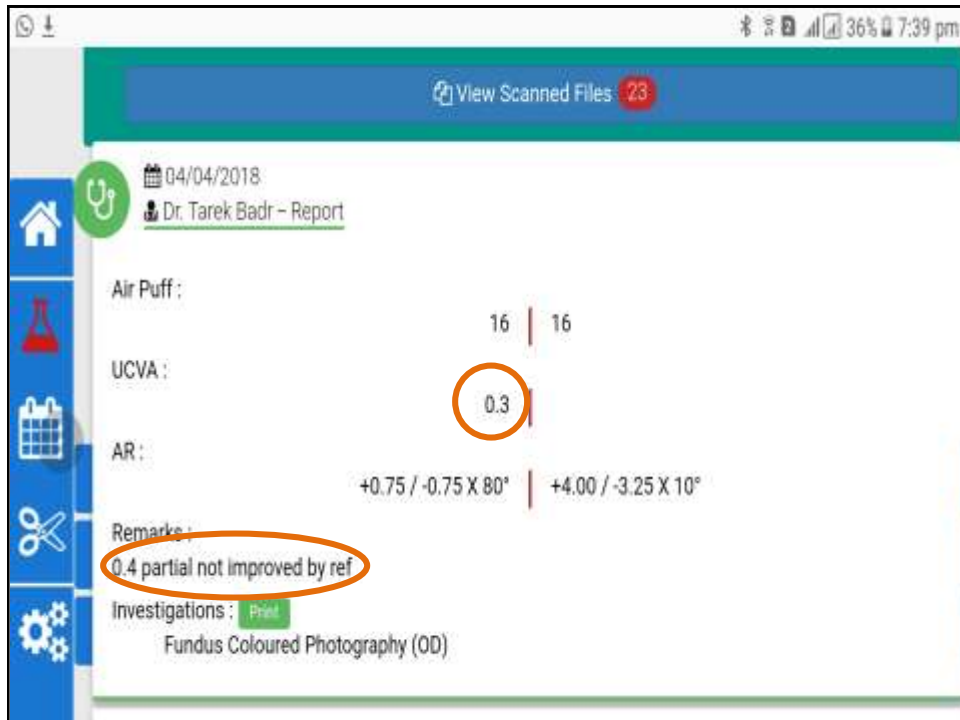 36% 7:39 pm
View Scanned Files 23
04/04/2018
Dr. Tarek Badr – Report
Air Puff :
16 16
UCVA :
0.3
AR :
+0.75 / -0.75 X 80° +4.00 / -3.25 X 10°
Remarks :
0.4 partial not improved by ref
Investigations : Print
Fundus Coloured Photography (OD)